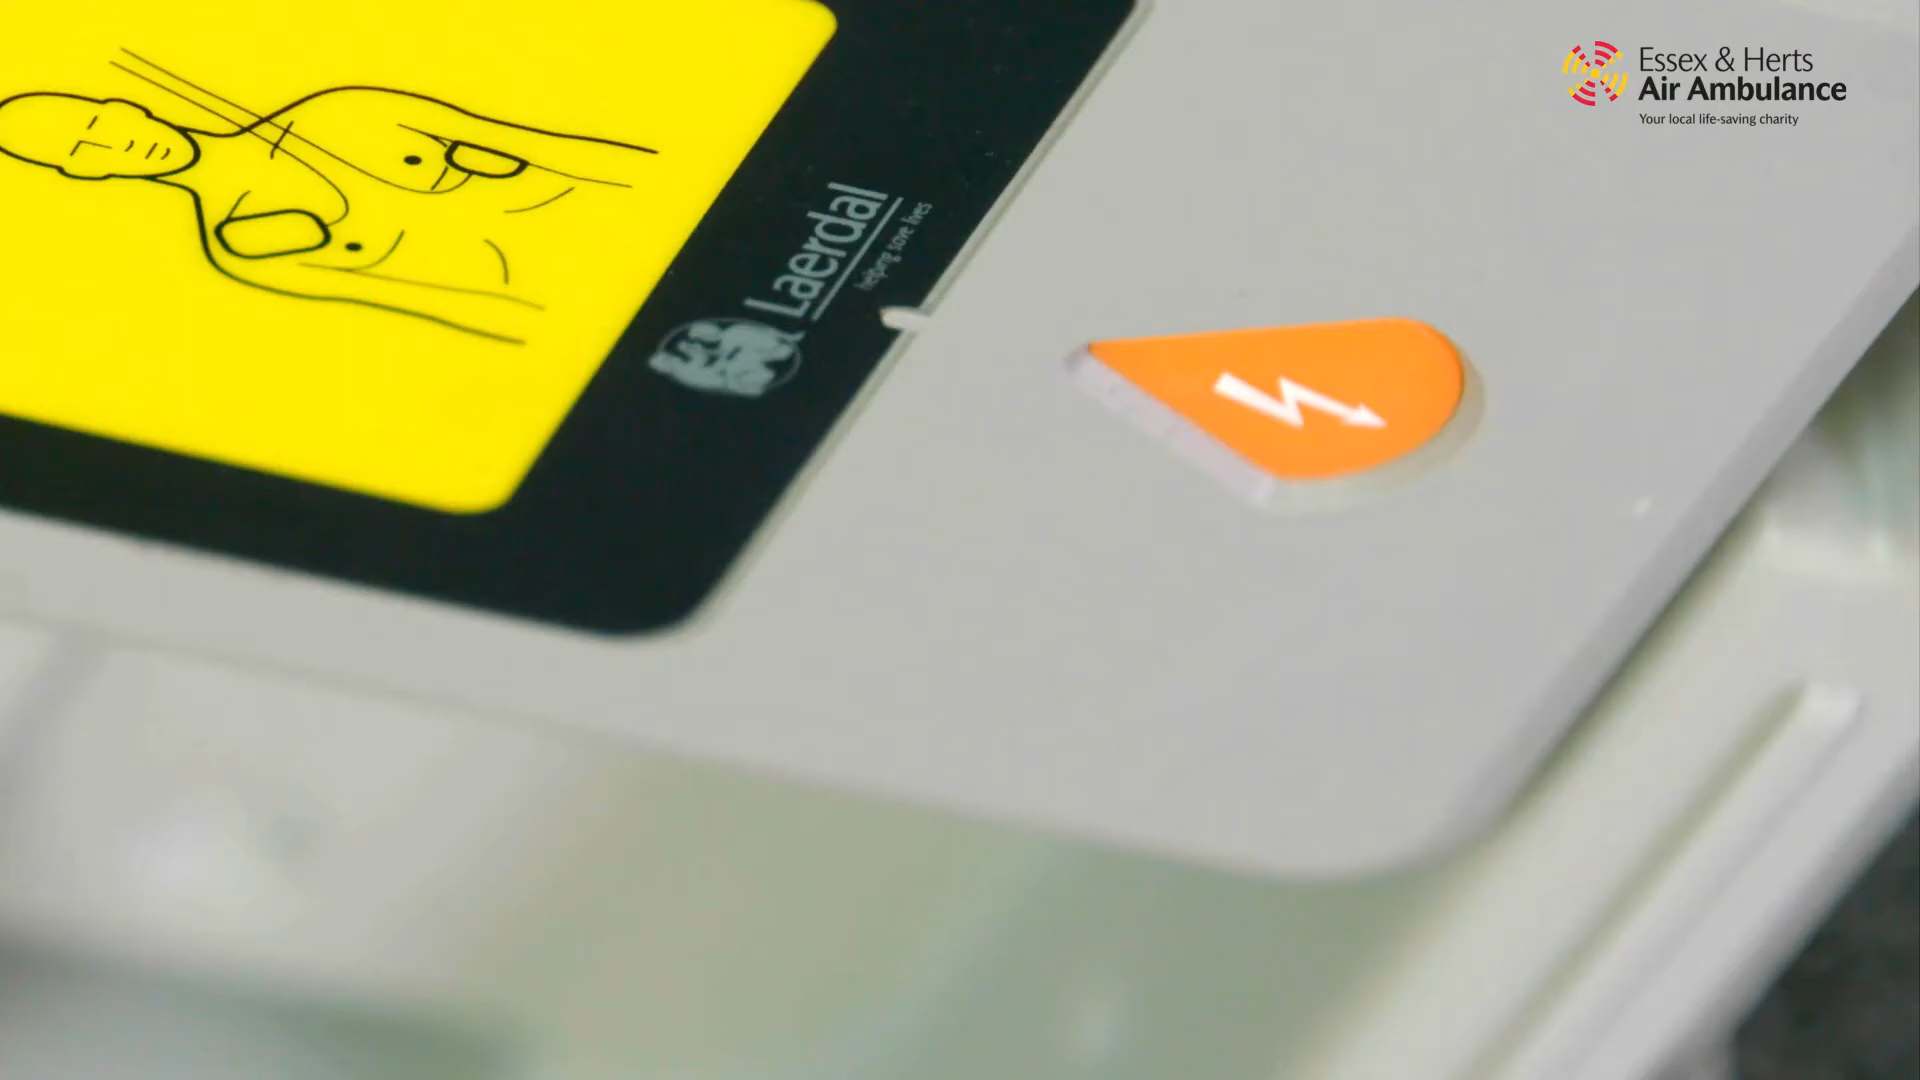 Essex & Herts
Air Ambulance
Your local life-saving charity
Laerdal
helping save lives